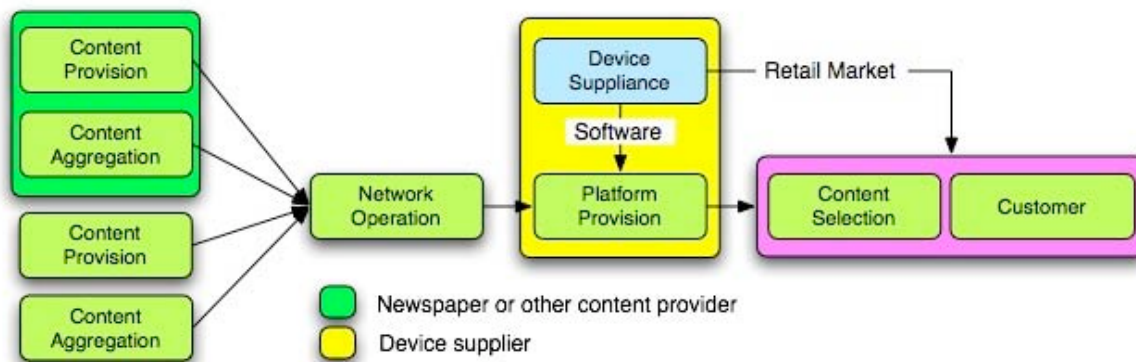 Content
Provision
Content
Aggregation
Content
Provision
Content
Aggregation
Network
Operation
Device
Suppliance
Software
Platform
Provision
Retail Market
Content
Selection
Customer
Newspaper or other content provider
Device supplier